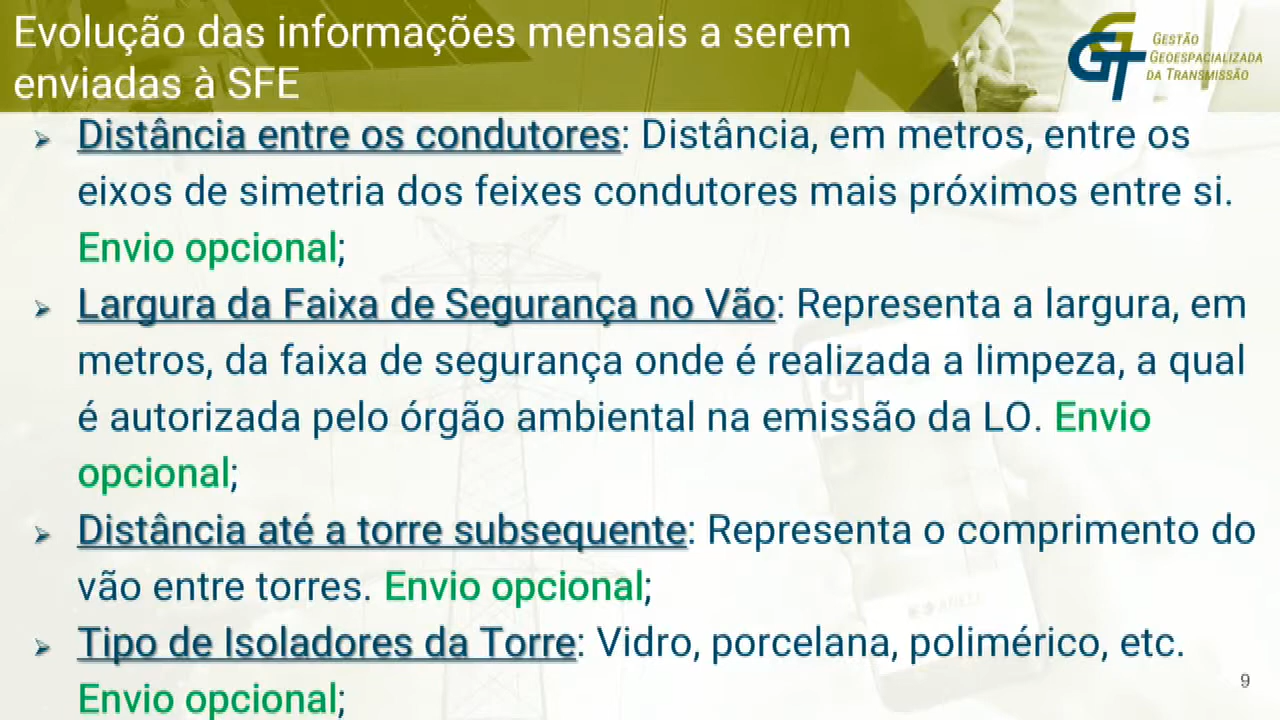 Evolução das informações mensais a serem
enviadas à SFE
GESTÃO
GEOESPACIALIZADA
DA TRANSMISSÃO
Distância entre os condutores: Distância, em metros, entre os
eixos de simetria dos feixes condutores mais próximos entre si.
Envio opcional;
Largura da Faixa de Segurança no Vão: Representa a largura, em
metros, da faixa de segurança onde é realizada a limpeza, a qual
é autorizada pelo órgão ambiental na emissão da LO. Envio
opcional;
Distância até a torre subsequente: Representa o comprimento do
vão entre torres. Envio opcional;
Tipo de Isoladores da Torre: Vidro, porcelana, polimérico, etc.
Envio opcional;
9